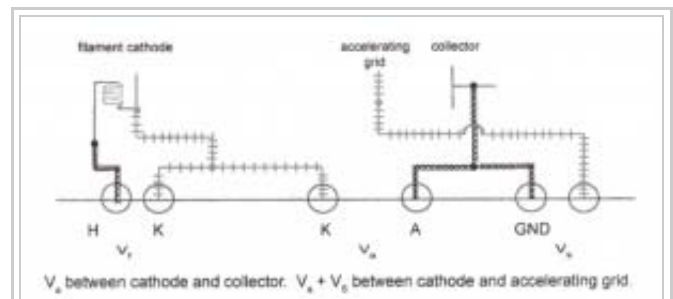 filament cathode
accelerating
grid
collector
H K K A GND
V V V
V between cathode and collector. V + V between cathode and accelerating grid.